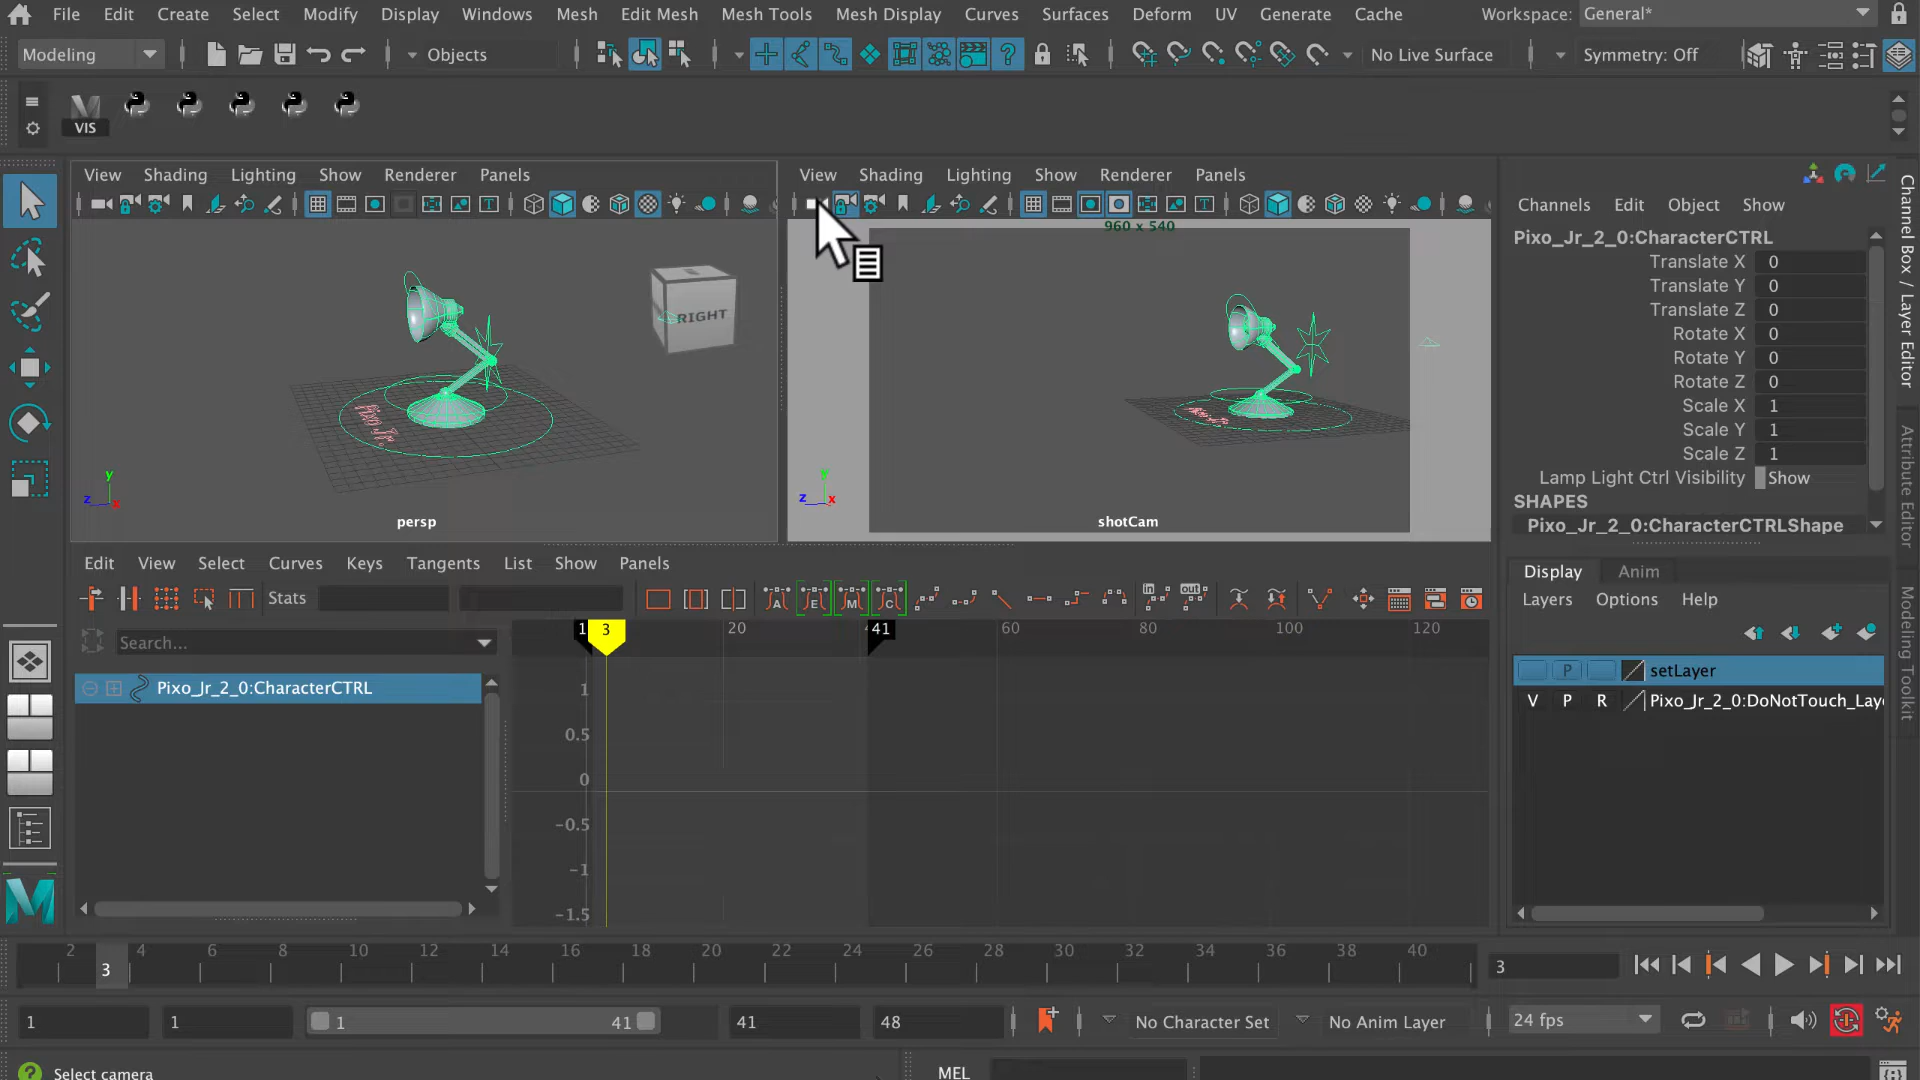 File Edit Create Select Modify Display Windows Mesh Edit Mesh Mesh Tools Mesh Display Curves Surfaces Deform UV Generate Cache Workspace: General*
Modeling Objects No Live Surface Symmetry: Off
VIS
View Shading Lighting Show Renderer Panels
View Shading Lighting Show Renderer Panels
960 x 540
RIGHT
Pixo.Jr.
y
z x
persp
y
z x
shotCam
Channels Edit Object Show
Pixo_Jr_2_0:CharacterCTRL
Translate X 0
Translate Y 0
Translate Z 0
Rotate X 0
Rotate Y 0
Rotate Z 0
Scale X 1
Scale Y 1
Scale Z 1
Lamp Light Ctrl Visibility Show
SHAPES
Pixo_Jr_2_0:CharacterCTRLShape
Channel Box / Layer Editor
Attribute Editor
Modeling Toolkit
Edit View Select Curves Keys Tangents List Show Panels
Stats
A E M C in out
Search...
1 3 20 41 60 80 100 120
Pixo_Jr_2_0:CharacterCTRL
1
0.5
0
-0.5
-1
-1.5
Display Anim
Layers Options Help
P setLayer
V P R Pixo_Jr_2_0:DoNotTouch_Lay
2 4 6 8 10 12 14 16 18 20 22 24 26 28 30 32 34 36 38 40
3
3
1 1 1 41 41 48 No Character Set No Anim Layer 24 fps
Select camera MEL